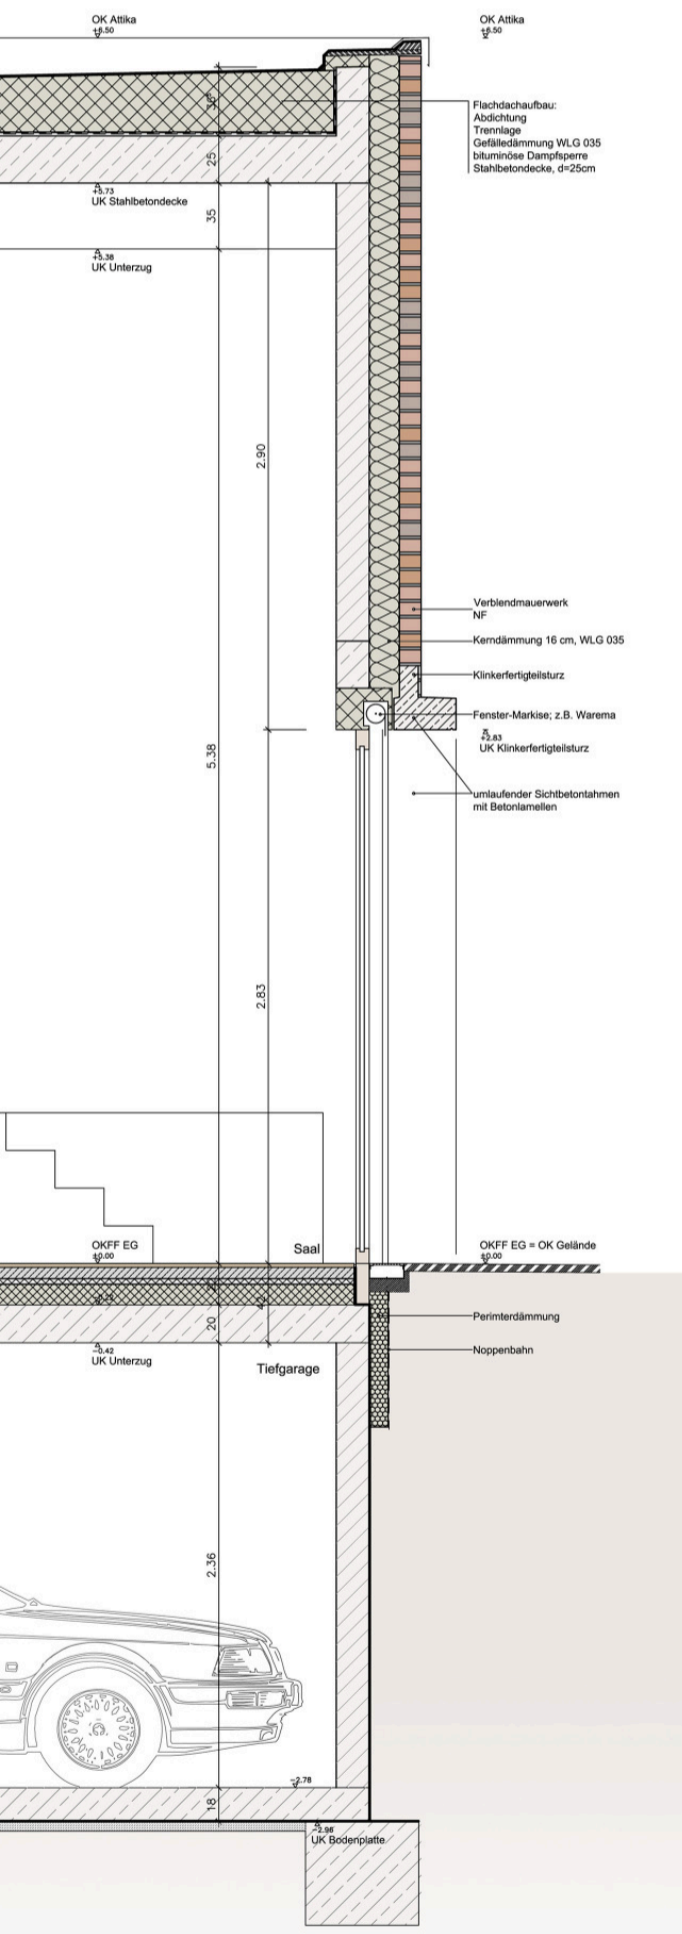 OK Attika
+6.50
OK Attika
+6.50
Flachdachaufbau:
Abdichtung
Trennlage
Gefälledämmung WLG 035
bituminöse Dampfsperre
Stahlbetondecke, d=25cm
25
+5.73
UK Stahlbetondecke
35
+5.38
UK Unterzug
2.90
Verblendmauerwerk
NF
Kerndämmung 16 cm, WLG 035
Klinkerfertigteilsturz
Fenster-Markise; z.B. Warema
+2.83
UK Klinkerfertigteilsturz
5.38
umlaufender Sichtbetontahmen
mit Betonlamellen
2.83
OKFF EG
±0.00
Saal
OKFF EG = OK Gelände
±0.00
42
20
Perimterdämmung
-0.42
UK Unterzug
Noppenbahn
Tiefgarage
2.36
-2.78
18
-2.96
UK Bodenplatte